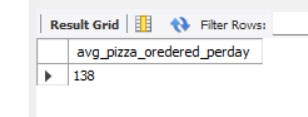 Result Grid Filter Rows:
avg_pizza_oredered_perday
138